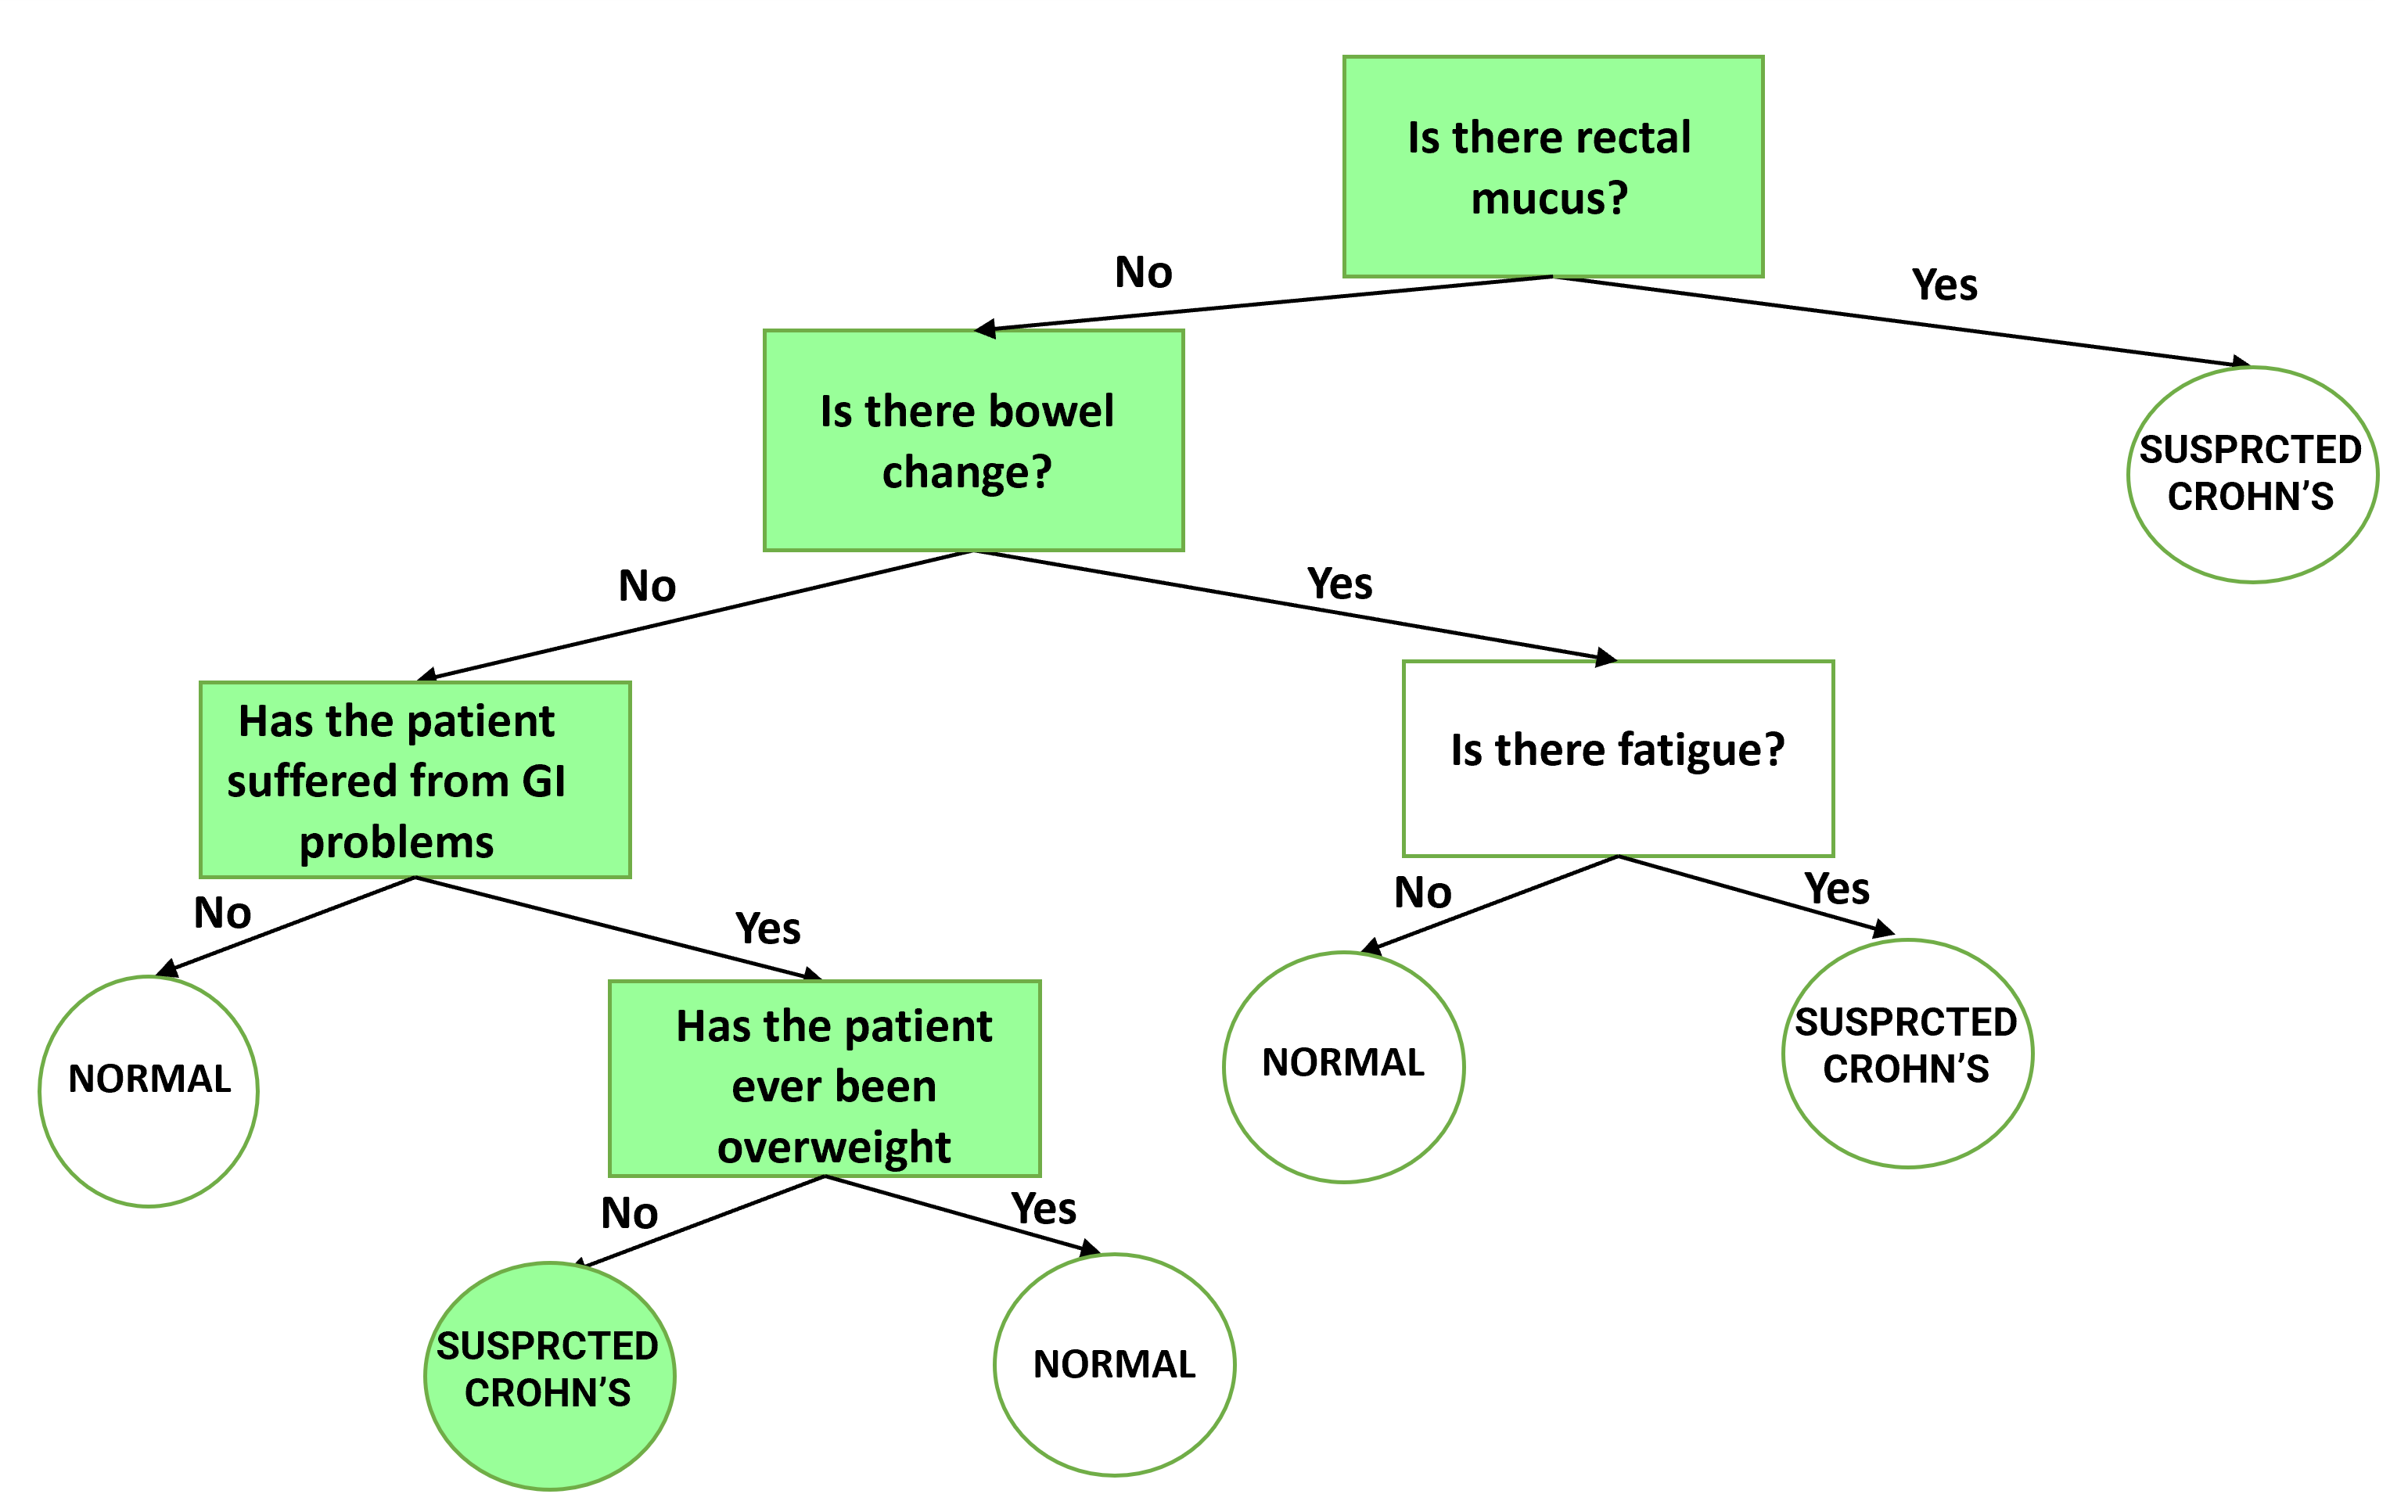 Is there rectal
mucus?
No
Yes
Is there bowel
change?
SUSPRCTED
CROHN’S
No
Yes
Has the patient
suffered from GI
problems
Is there fatigue?
No
Yes
No
Yes
NORMAL
Has the patient
ever been
overweight
NORMAL
SUSPRCTED
CROHN’S
No
Yes
SUSPRCTED
CROHN’S
NORMAL